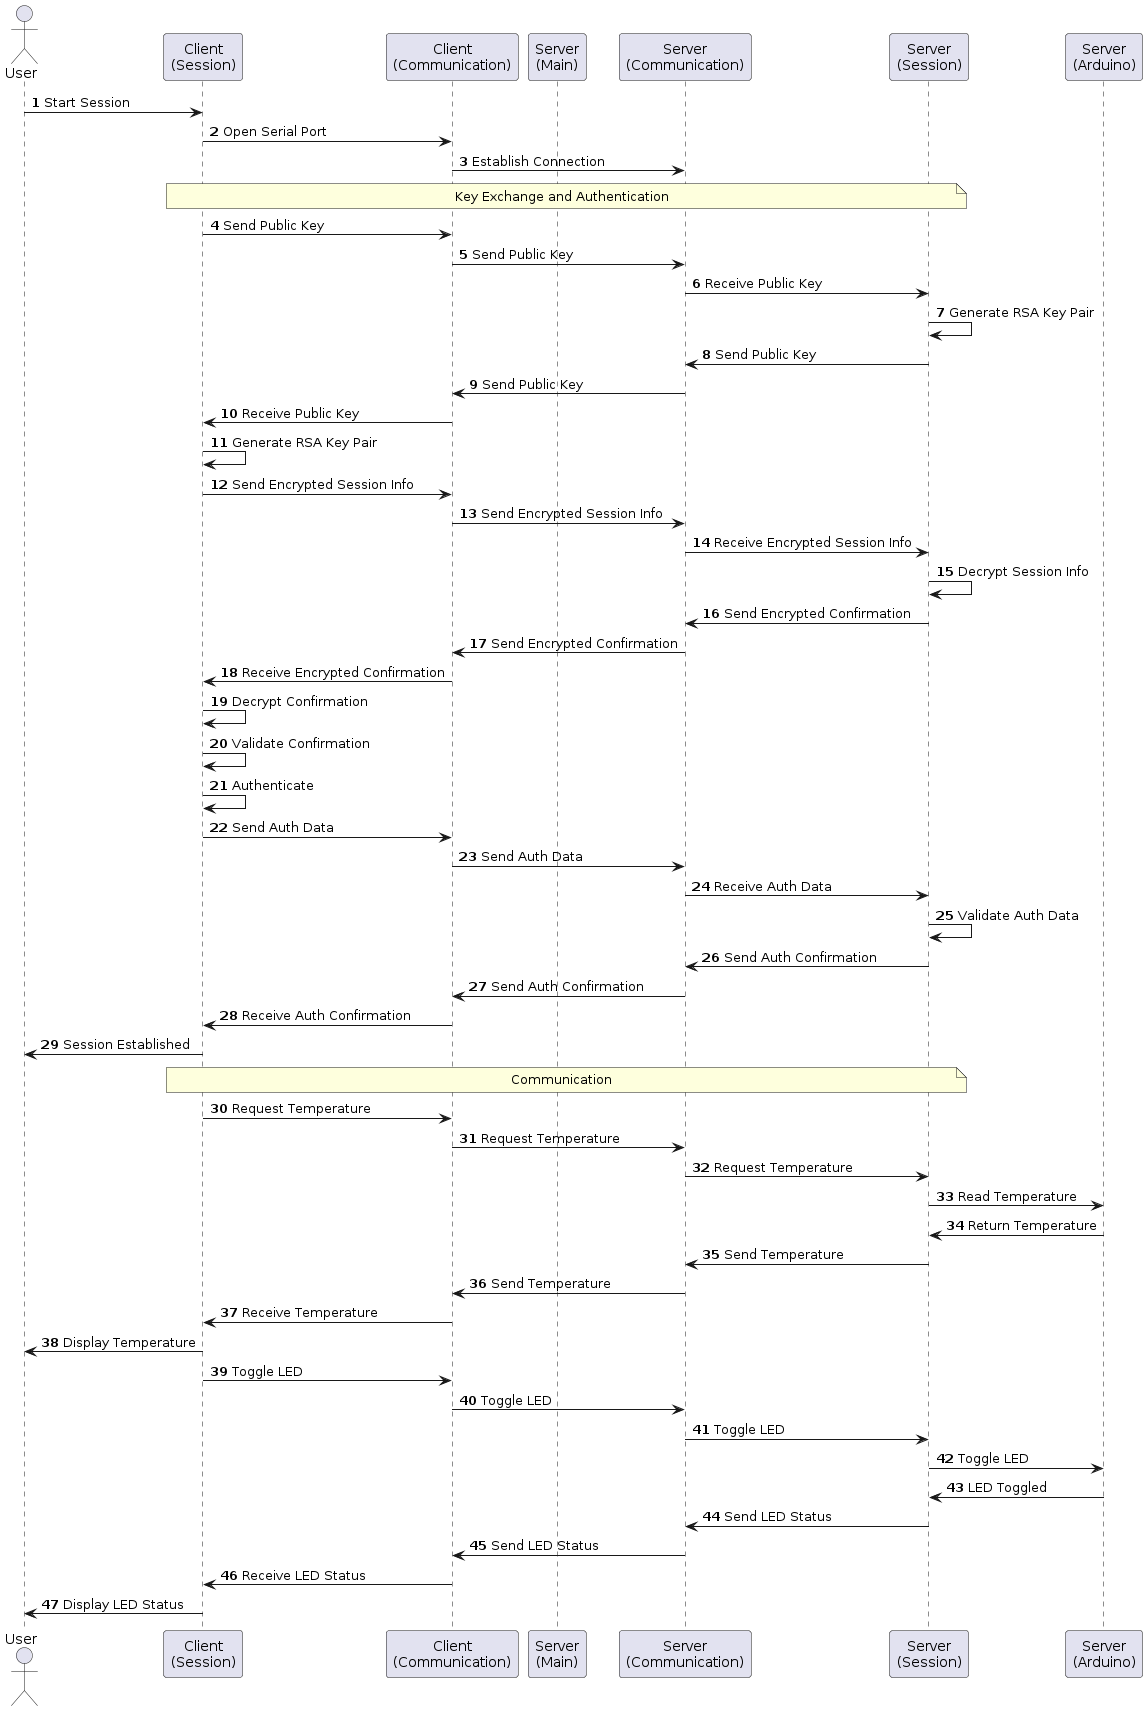 User
Client
(Session)
Client
(Communication)
Server
(Main)
Server
(Communication)
Server
(Session)
Server
(Arduino)
1 Start Session
2 Open Serial Port
3 Establish Connection
Key Exchange and Authentication
4 Send Public Key
5 Send Public Key
6 Receive Public Key
7 Generate RSA Key Pair
8 Send Public Key
9 Send Public Key
10 Receive Public Key
11 Generate RSA Key Pair
12 Send Encrypted Session Info
13 Send Encrypted Session Info
14 Receive Encrypted Session Info
15 Decrypt Session Info
16 Send Encrypted Confirmation
17 Send Encrypted Confirmation
18 Receive Encrypted Confirmation
19 Decrypt Confirmation
20 Validate Confirmation
21 Authenticate
22 Send Auth Data
23 Send Auth Data
24 Receive Auth Data
25 Validate Auth Data
26 Send Auth Confirmation
27 Send Auth Confirmation
28 Receive Auth Confirmation
29 Session Established
Communication
30 Request Temperature
31 Request Temperature
32 Request Temperature
33 Read Temperature
34 Return Temperature
35 Send Temperature
36 Send Temperature
37 Receive Temperature
38 Display Temperature
39 Toggle LED
40 Toggle LED
41 Toggle LED
42 Toggle LED
43 LED Toggled
44 Send LED Status
45 Send LED Status
46 Receive LED Status
47 Display LED Status
User
Client
(Session)
Client
(Communication)
Server
(Main)
Server
(Communication)
Server
(Session)
Server
(Arduino)